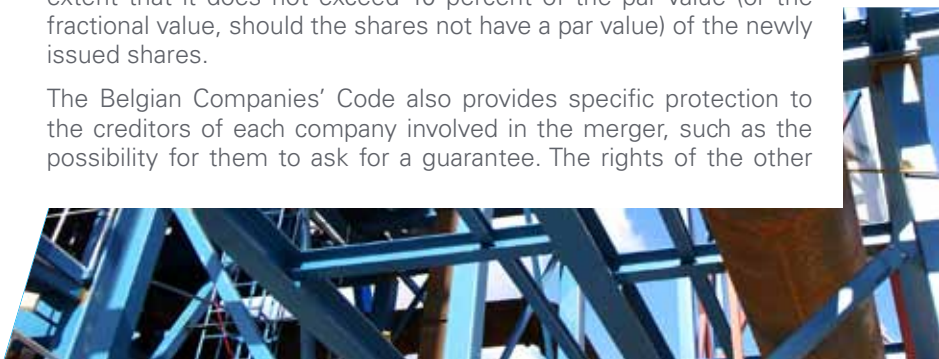 extent that it does not exceed 10 percent of the par value (or the
fractional value, should the shares not have a par value) of the newly
issued shares.
The Belgian Companies' Code also provides specific protection to
the creditors of each company involved in the merger, such as the
possibility for them to ask for a guarantee. The rights of the other